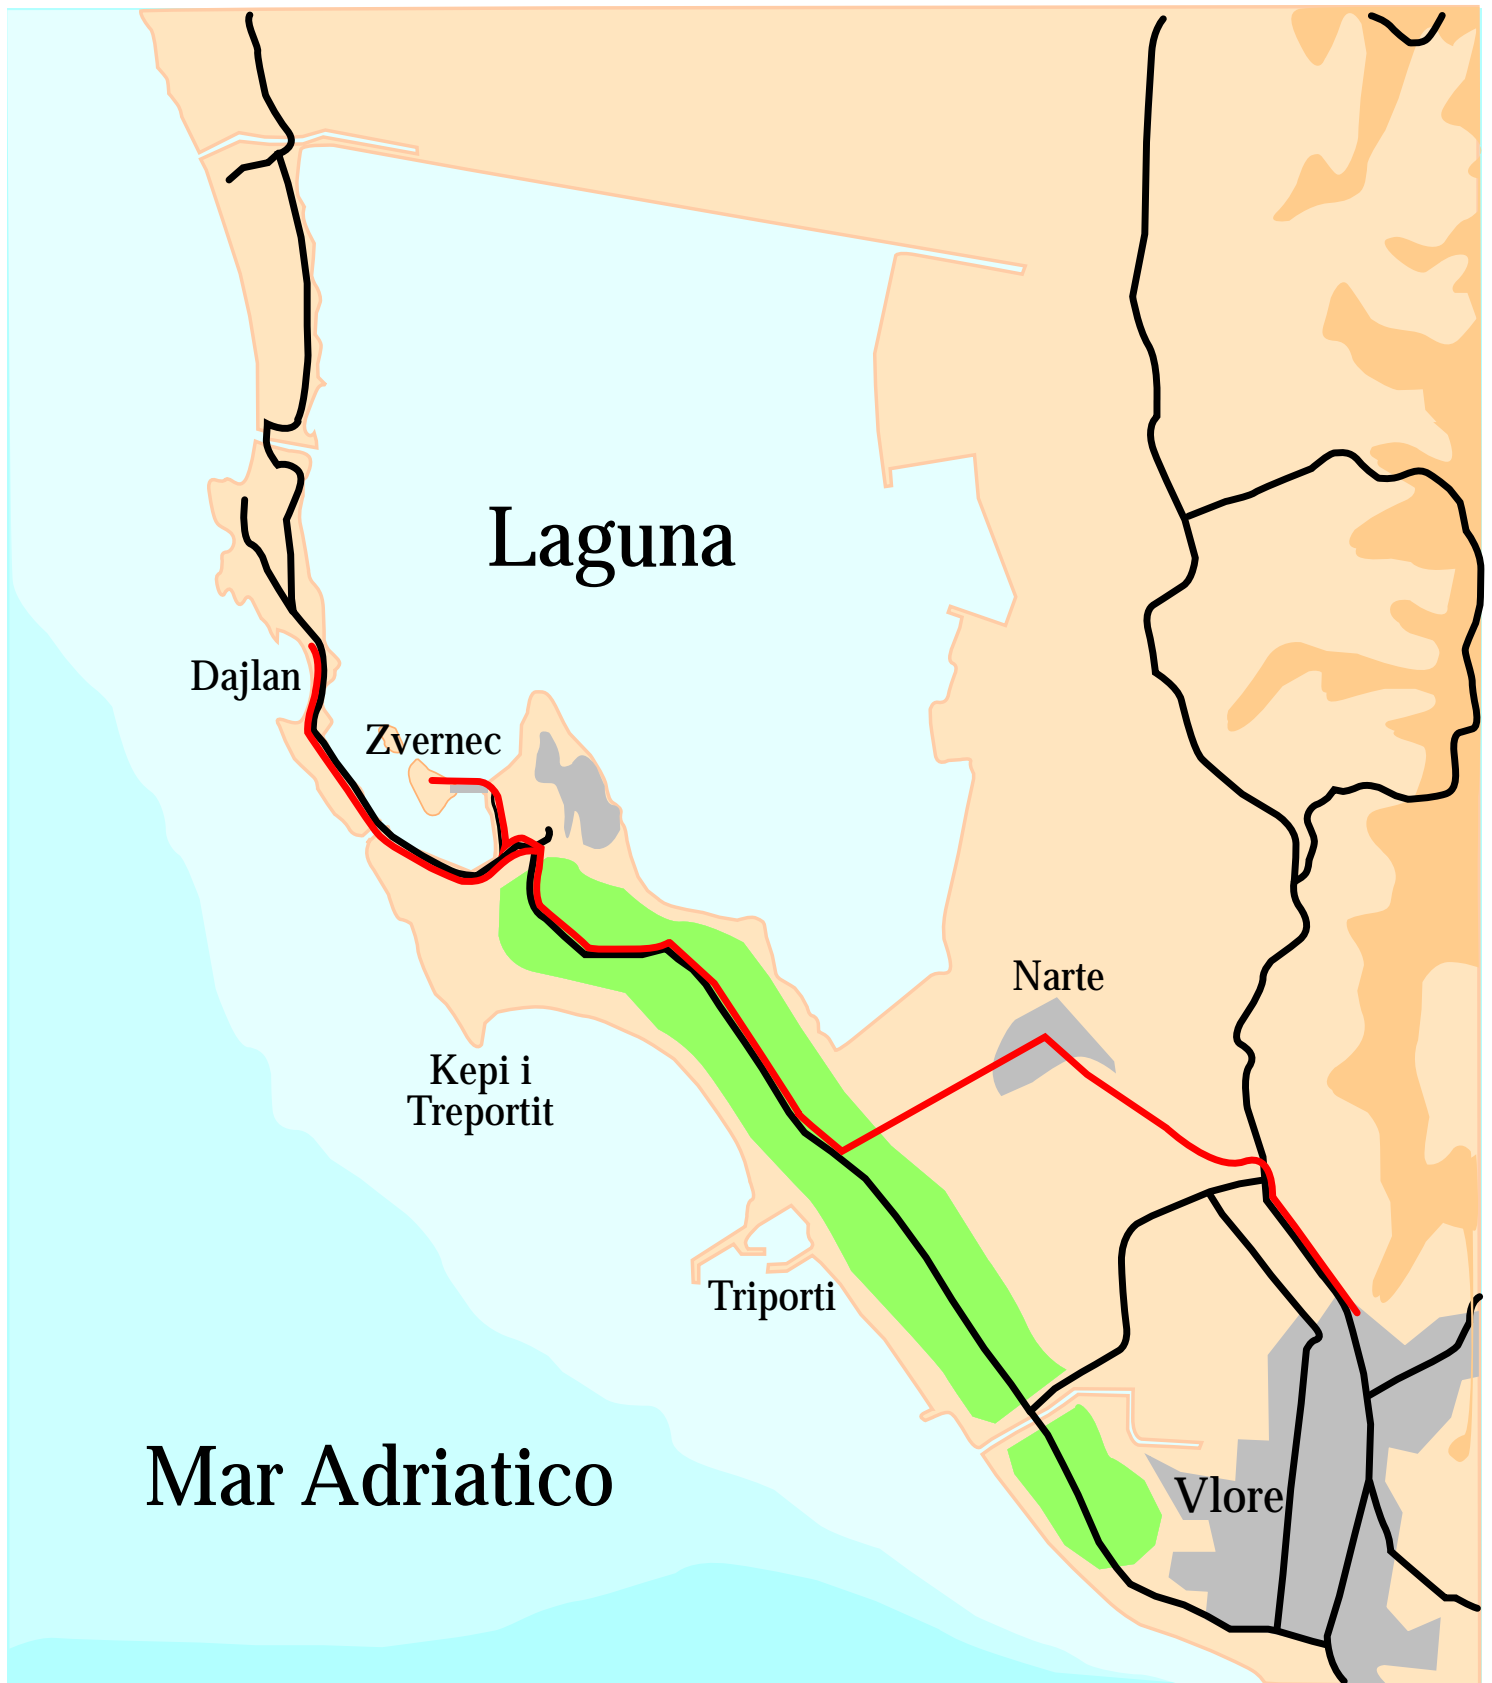 Laguna
Dajlan
Zvernec
Narte
Kepi i
Treportit
Triporti
Mar Adriatico
Vlore